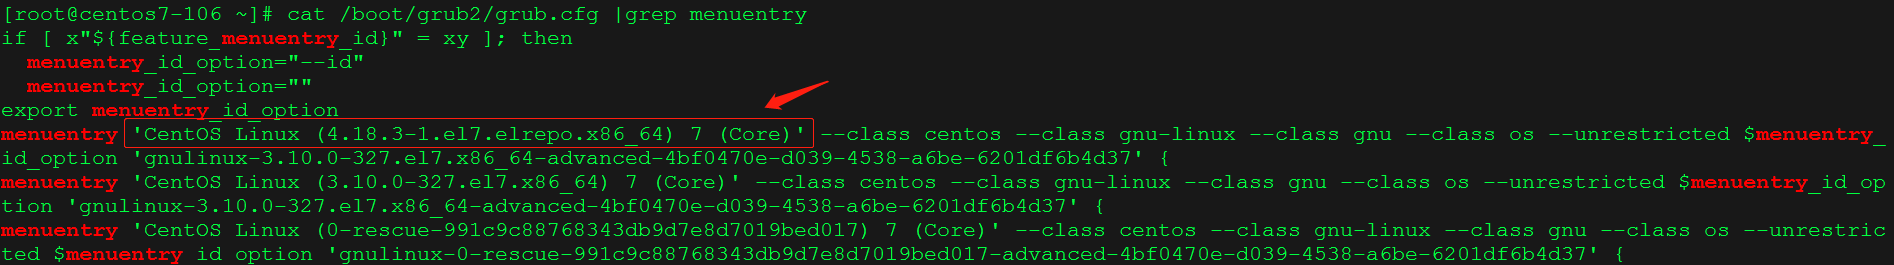 [root@centos7-106 ~]# cat /boot/grub2/grub.cfg |grep menuentry
if [ x"${feature_menuentry_id}" = xy ]; then
  menuentry_id_option="--id"
  menuentry_id_option=""
export menuentry_id_option
menuentry 'CentOS Linux (4.18.3-1.el7.elrepo.x86_64) 7 (Core)' --class centos --class gnu-linux --class gnu --class os --unrestricted $menuentry_
id_option 'gnulinux-3.10.0-327.el7.x86_64-advanced-4bf0470e-d039-4538-a6be-6201df6b4d37' {
menuentry 'CentOS Linux (3.10.0-327.el7.x86_64) 7 (Core)' --class centos --class gnu-linux --class gnu --class os --unrestricted $menuentry_id_op
tion 'gnulinux-3.10.0-327.el7.x86_64-advanced-4bf0470e-d039-4538-a6be-6201df6b4d37' {
menuentry 'CentOS Linux (0-rescue-991c9c88768343db9d7e8d7019bed017) 7 (Core)' --class centos --class gnu-linux --class gnu --class os --unrestric
ted $menuentry_id_option 'gnulinux-0-rescue-991c9c88768343db9d7e8d7019bed017-advanced-4bf0470e-d039-4538-a6be-6201df6b4d37' {